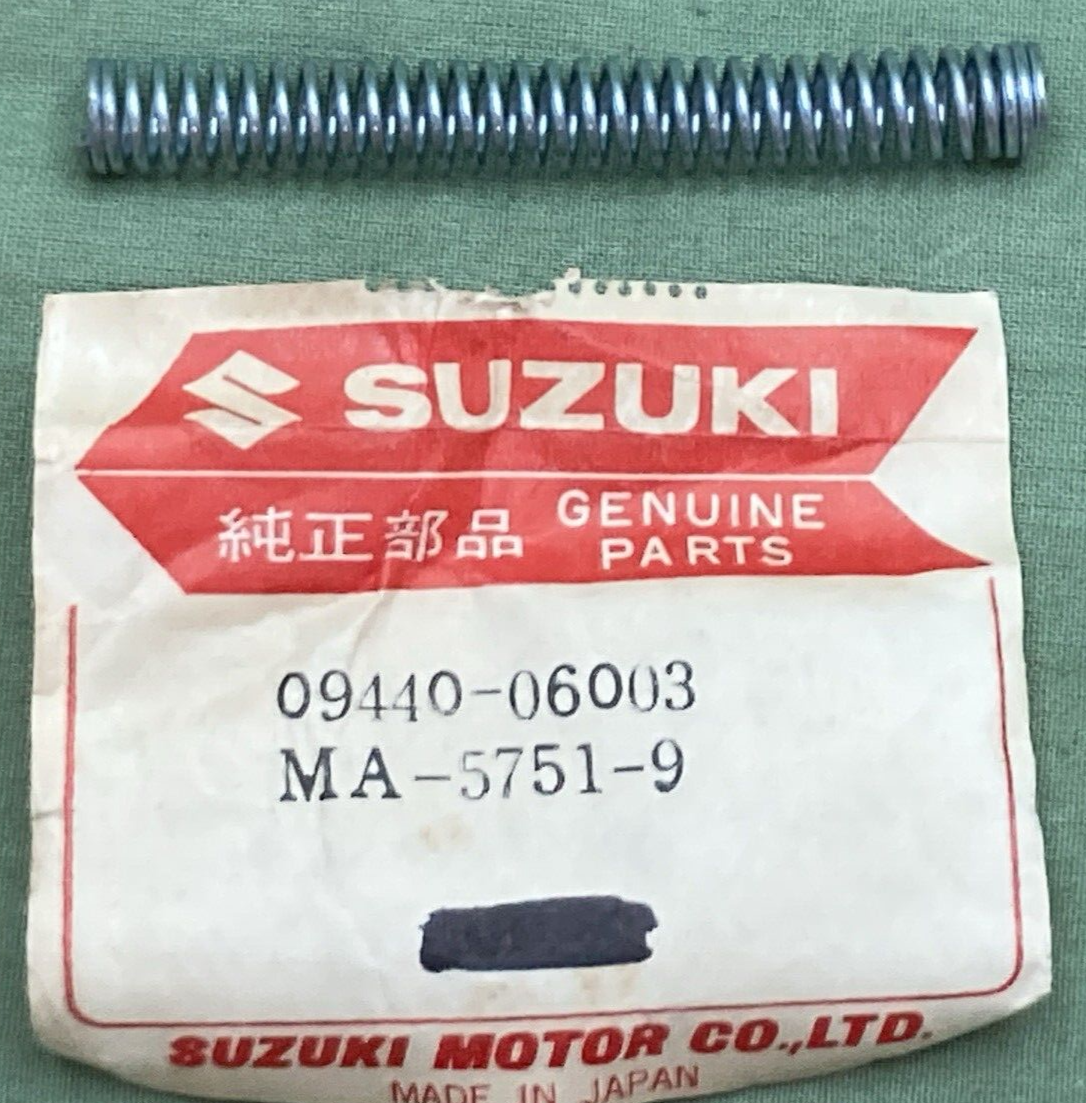 SUZUKI
純正部品 GENUINE PARTS
09440-06003
MA-5751-9
SUZUKI MOTOR CO.,LTD.
MADE IN JAPAN